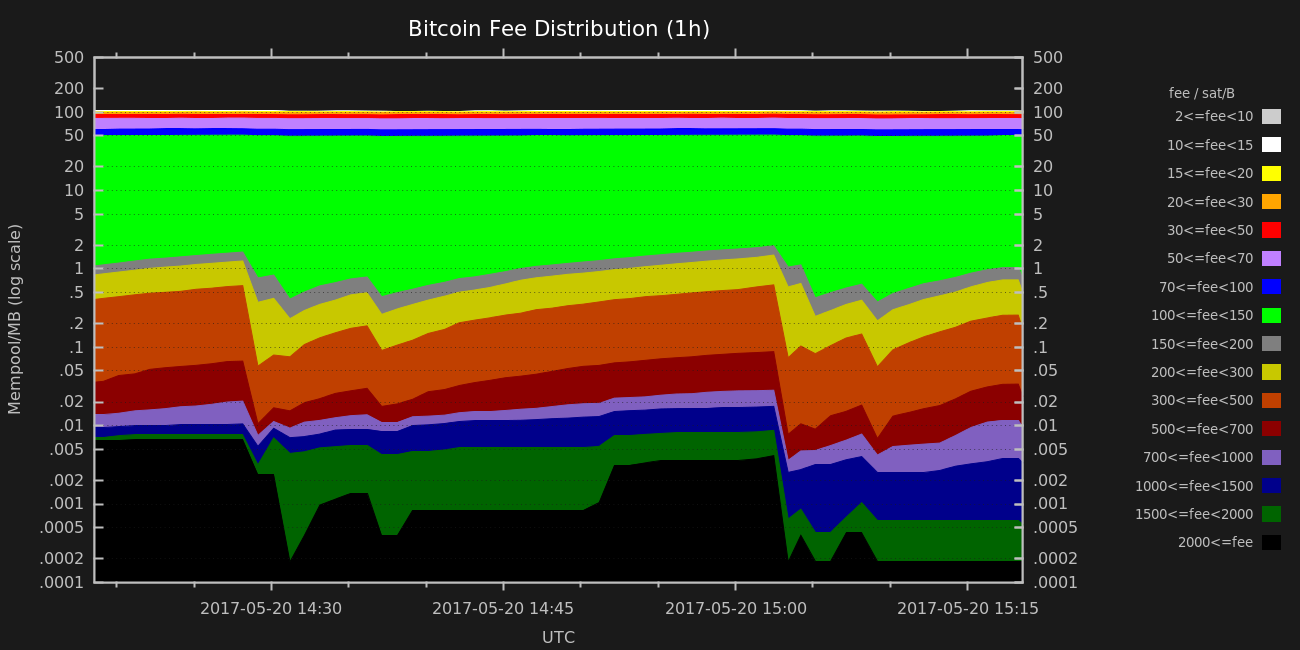 Bitcoin Fee Distribution (1h)
Mempool/MB (log scale)
500
200
100
50
20
10
5
2
1
.5
.2
.1
.05
.02
.01
.005
.002
.001
.0005
.0002
.0001
500
200
100
50
20
10
5
2
1
.5
.2
.1
.05
.02
.01
.005
.002
.001
.0005
.0002
.0001
fee / sat/B
2<=fee<10
10<=fee<15
15<=fee<20
20<=fee<30
30<=fee<50
50<=fee<70
70<=fee<100
100<=fee<150
150<=fee<200
200<=fee<300
300<=fee<500
500<=fee<700
700<=fee<1000
1000<=fee<1500
1500<=fee<2000
2000<=fee
2017-05-20 14:30
2017-05-20 14:45
2017-05-20 15:00
2017-05-20 15:15
UTC